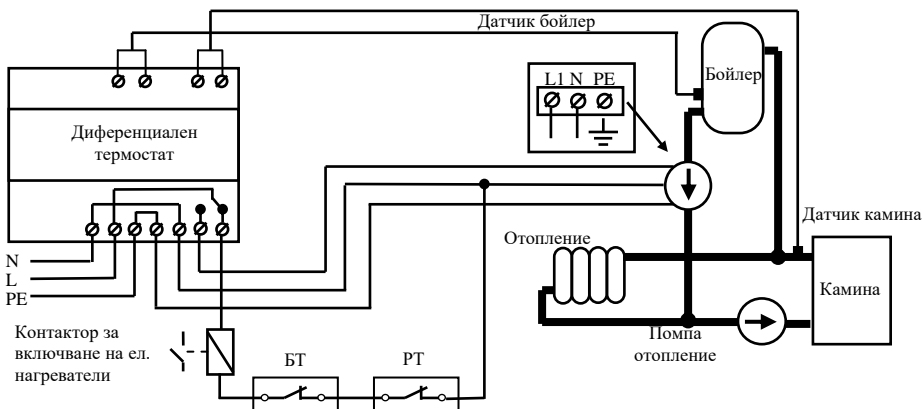 Датчик бойлер
Бойлер
L1 N PE
Диференциален
термостат
Датчик камина
Отопление
N
L
PE
Камина
Помпа
отопление
Контактор за
включване на ел.
нагреватели
БТ
РТ